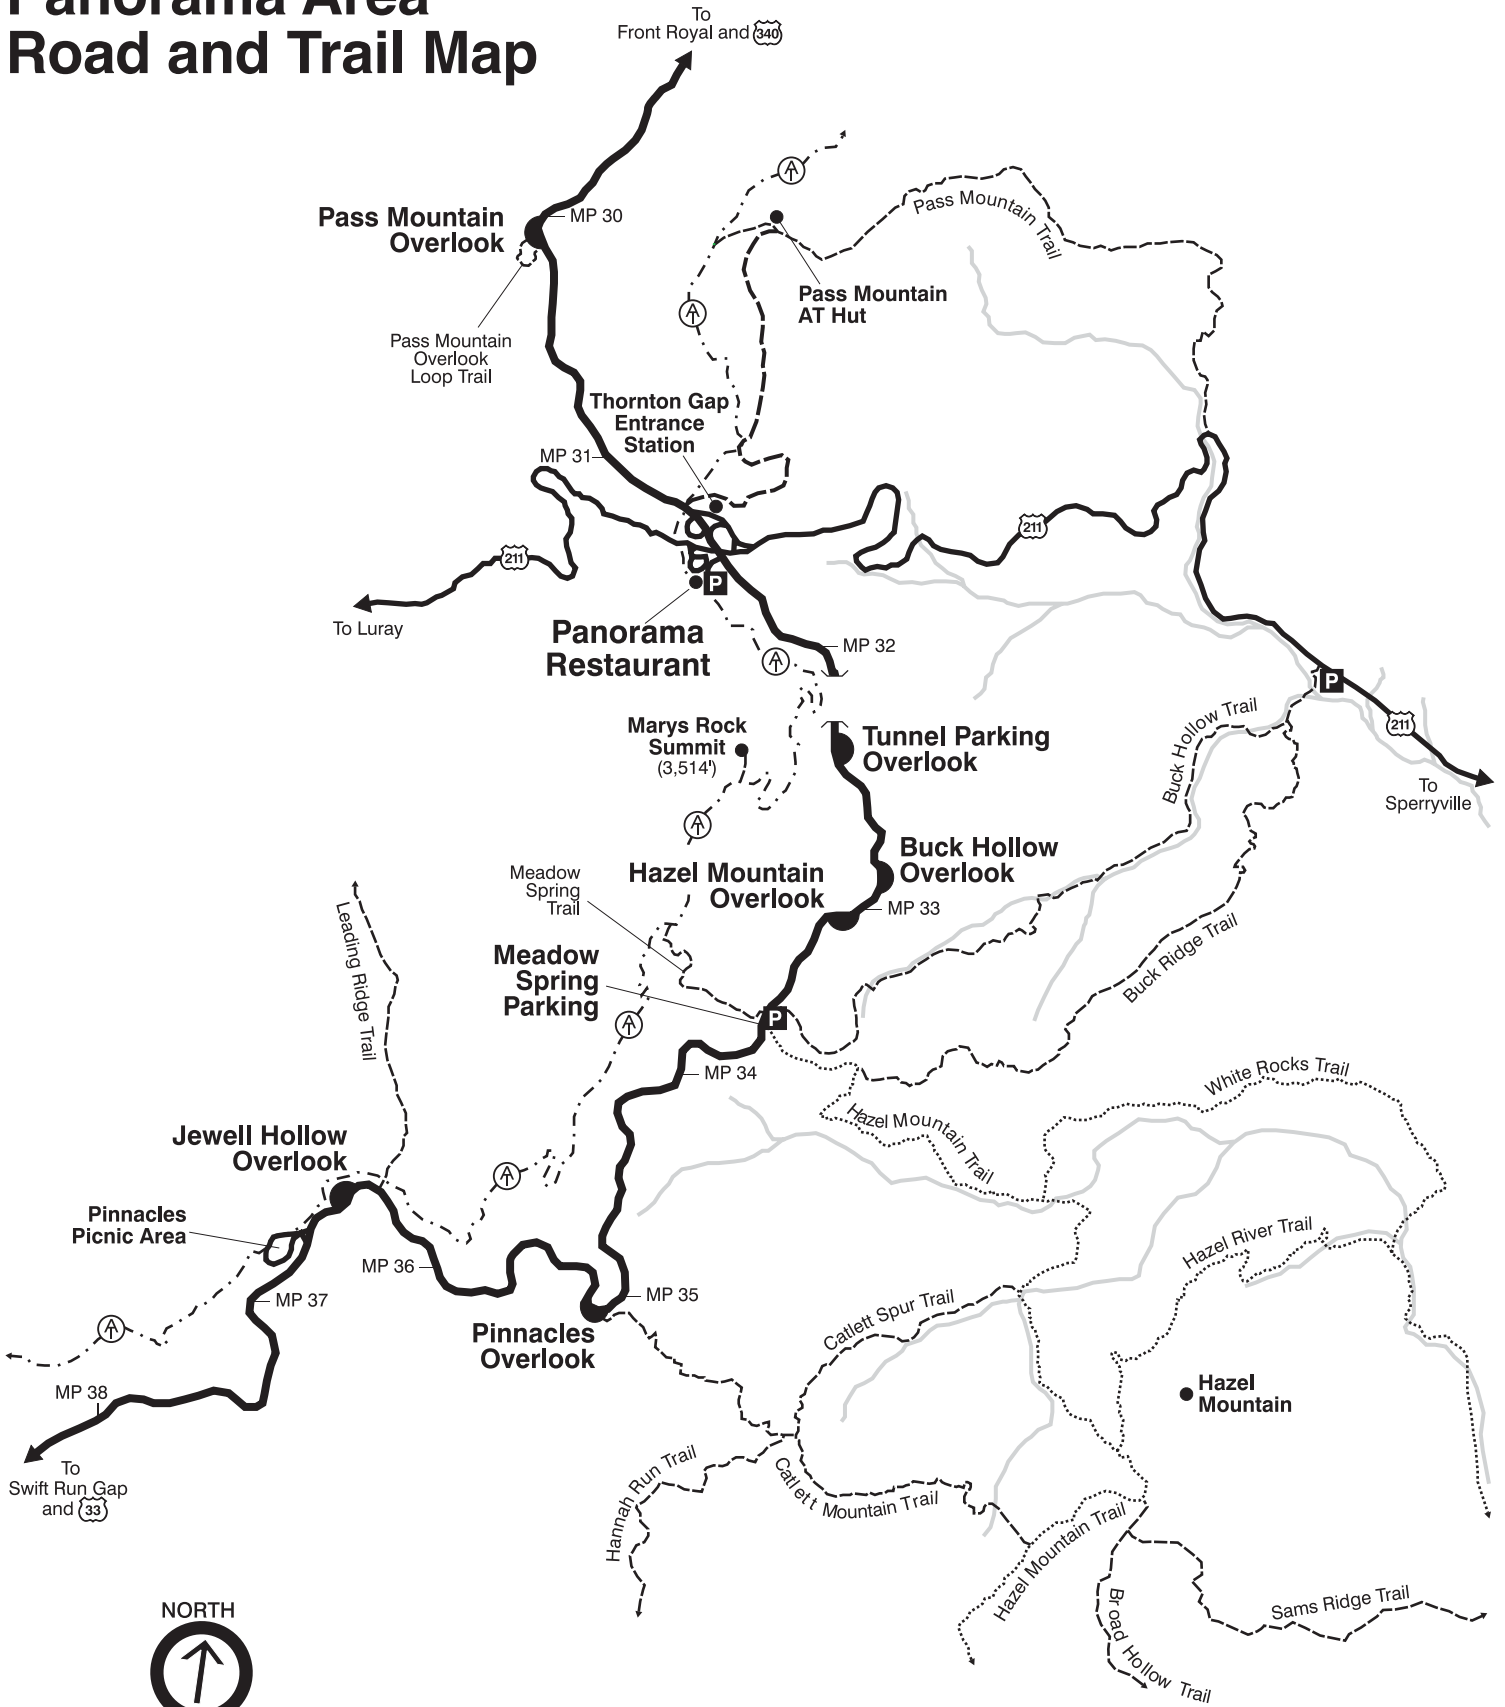 Panorama Area
Road and Trail Map
To
Front Royal and 340
Pass Mountain
Overlook
MP 30
Pass Mountain Trail
Pass Mountain
AT Hut
Pass Mountain
Overlook
Loop Trail
Thornton Gap
Entrance
Station
MP 31
211
211
To Luray
P
Panorama
Restaurant
MP 32
P
211
To
Sperryville
Marys Rock
Summit
(3,514')
Tunnel Parking
Overlook
Buck Hollow Trail
Buck Hollow
Overlook
Hazel Mountain
Overlook
MP 33
Meadow
Spring
Trail
Meadow
Spring
Parking
P
Buck Ridge Trail
Leading Ridge Trail
MP 34
White Rocks Trail
Hazel Mountain Trail
Jewell Hollow
Overlook
Pinnacles
Picnic Area
Hazel River Trail
MP 36
MP 37
MP 35
Pinnacles
Overlook
Catlett Spur Trail
MP 38
Hazel
Mountain
To
Swift Run Gap
and 33
Hannah Run Trail
Catlett Mountain Trail
Hazel Mountain Trail
Broad Hollow Trail
Sams Ridge Trail
NORTH